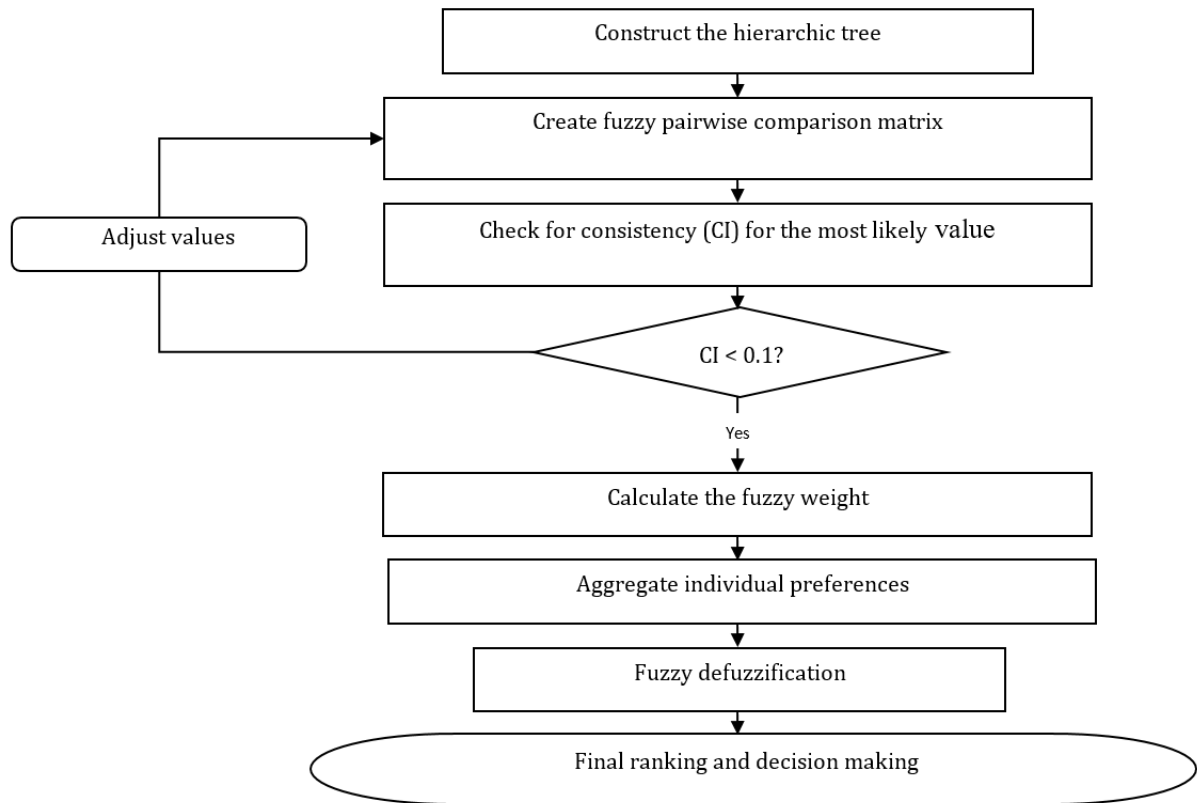 Construct the hierarchic tree
Create fuzzy pairwise comparison matrix
Adjust values
Check for consistency (CI) for the most likely value
CI < 0.1?
Yes
Calculate the fuzzy weight
Aggregate individual preferences
Fuzzy defuzzification
Final ranking and decision making